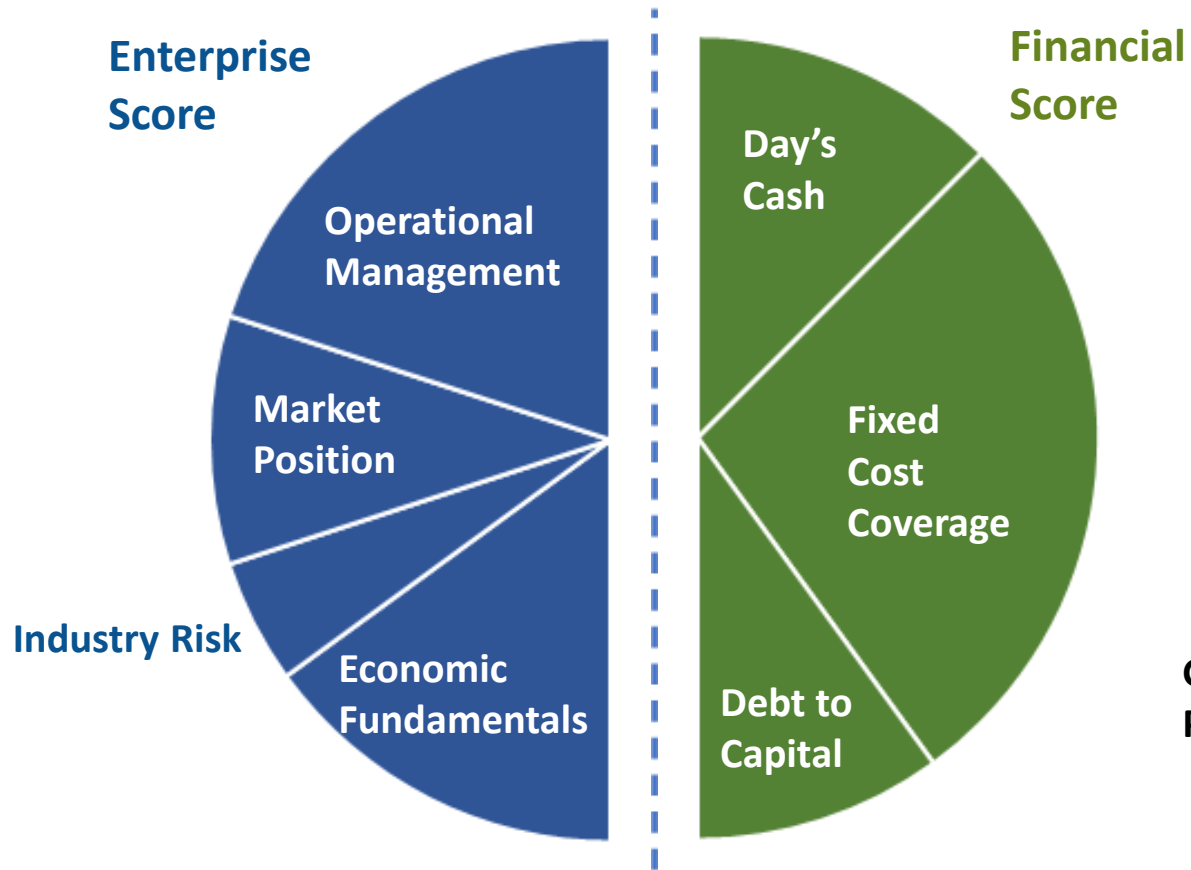 Enterprise
Score
Operational
Management
Market
Position
Industry Risk
Economic
Fundamentals
Financial
Score
Day's
Cash
Fixed
Cost
Coverage
Debt to
Capital